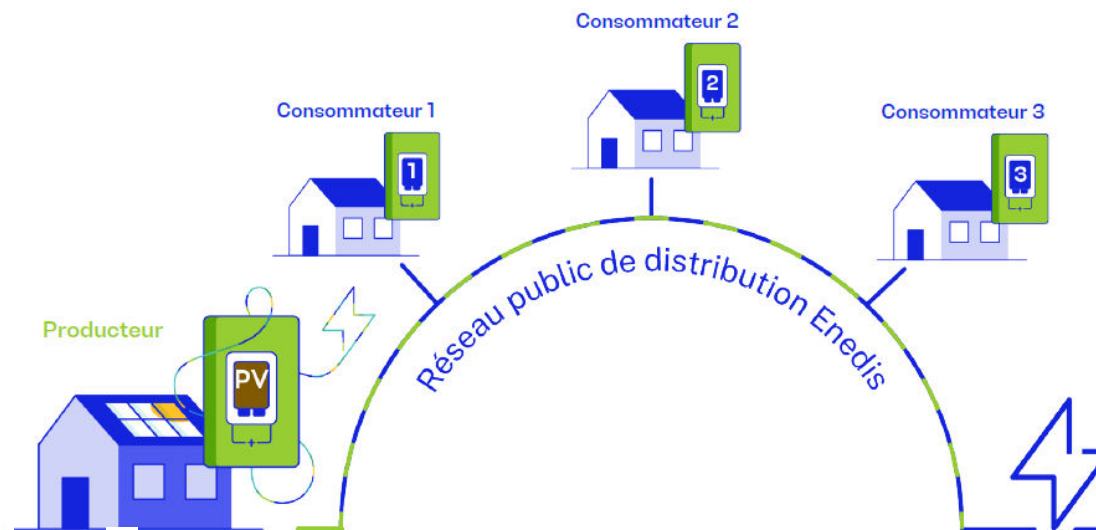 Consommateur 2
2
Consommateur 1
1
Consommateur 3
3
Réseau public de distribution Enedis
Producteur
PV